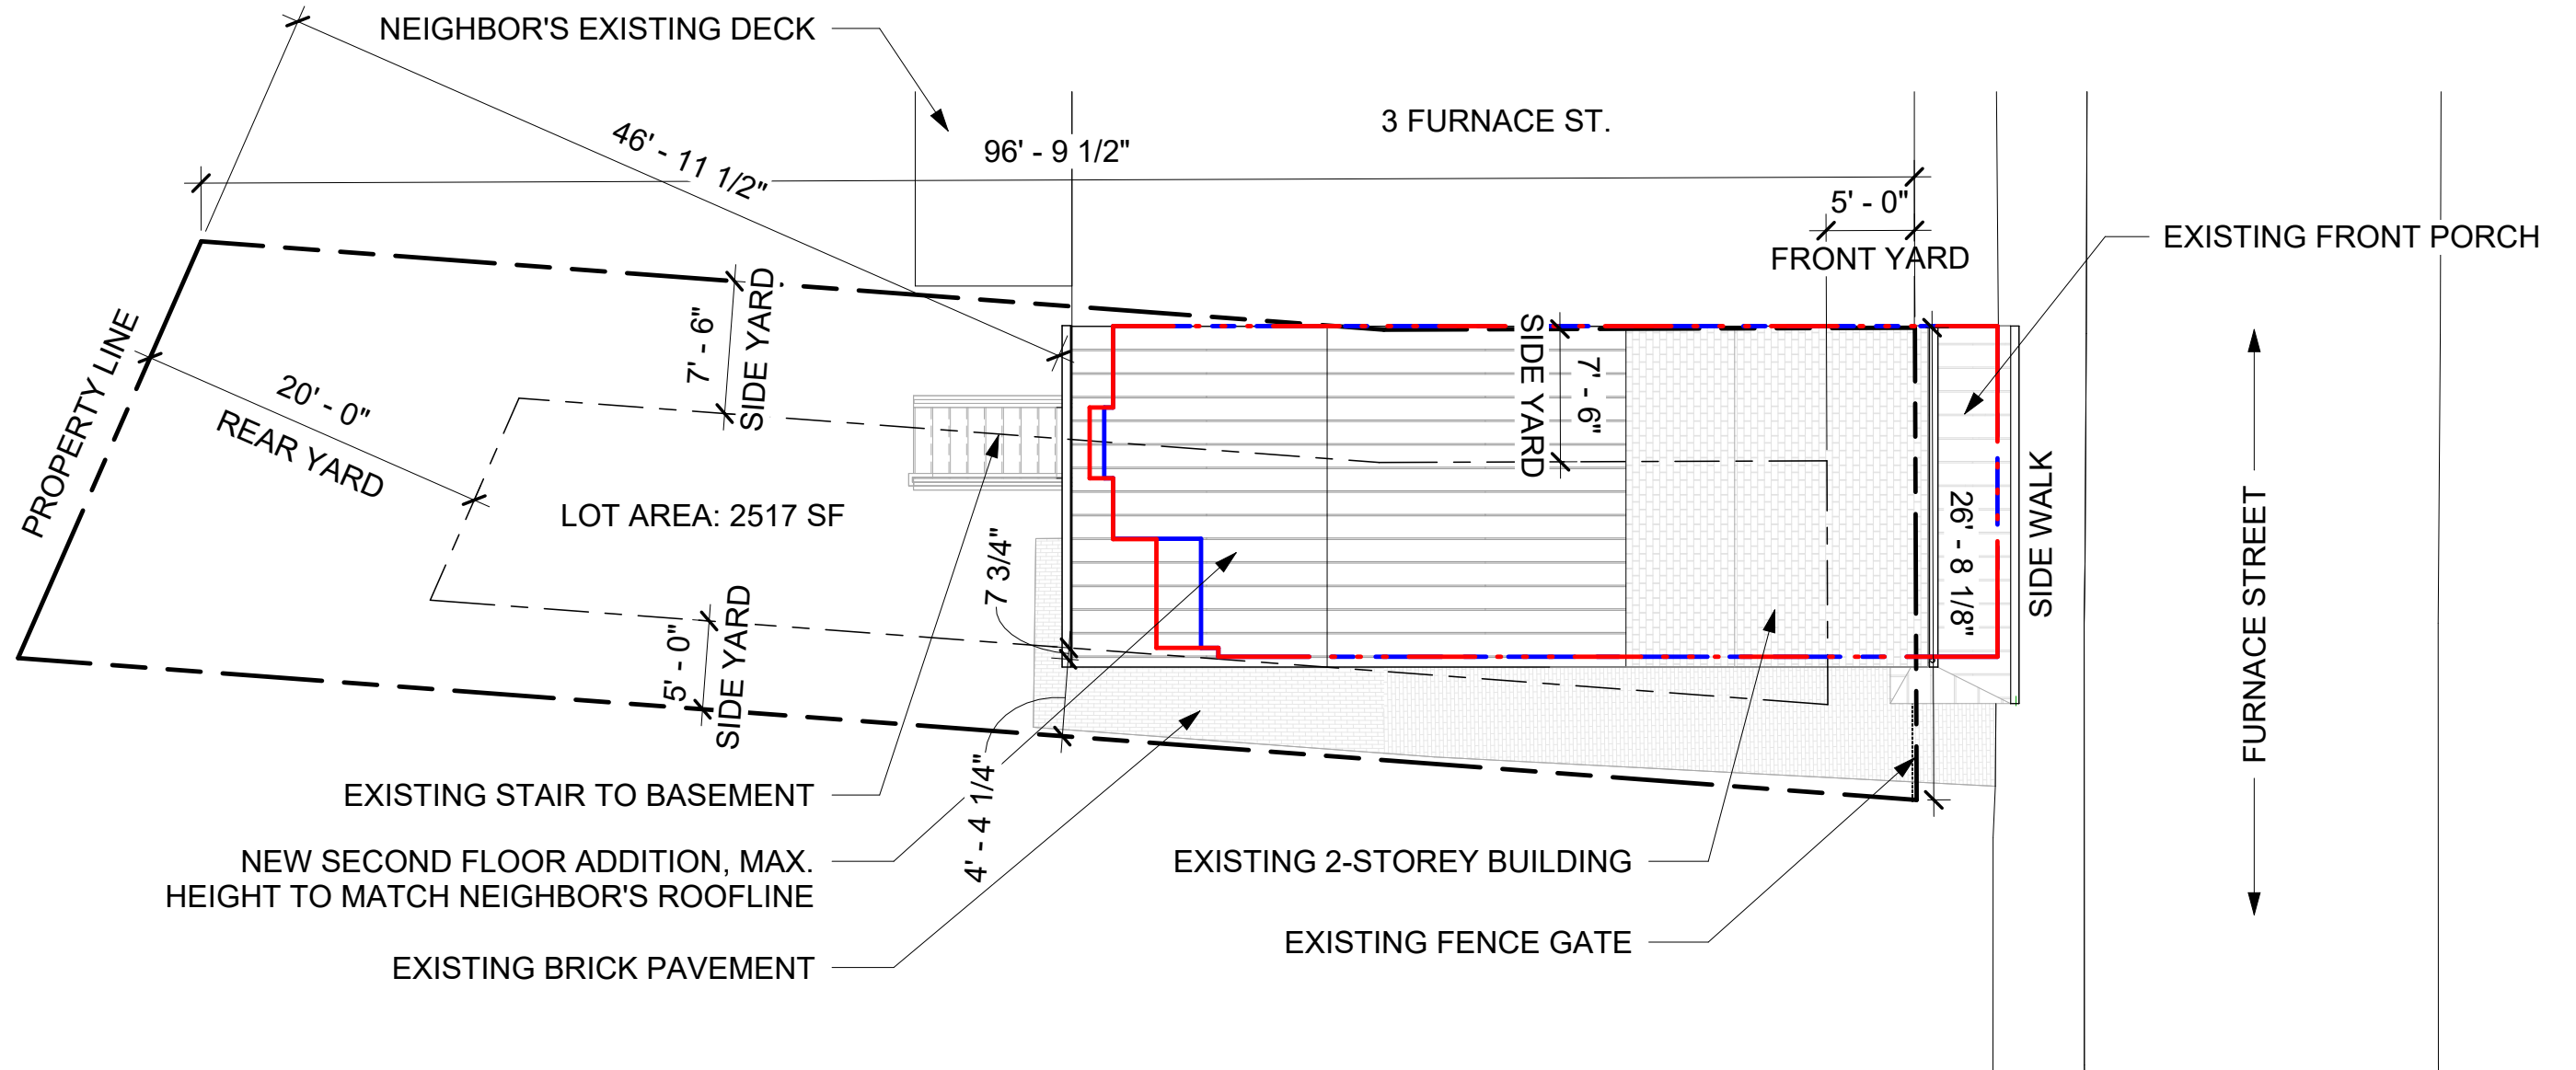 NEIGHBOR'S EXISTING DECK
3 FURNACE ST.
46' - 11 1/2"
96' - 9 1/2"
5' - 0"
FRONT YARD
EXISTING FRONT PORCH
PROPERTY LINE
7' - 6"
SIDE YARD
SIDE YARD
7' - 6"
20' - 0"
REAR YARD
LOT AREA: 2517 SF
7 3/4"
26' - 8 1/8"
SIDE WALK
FURNACE STREET
5' - 0"
SIDE YARD
4' - 4 1/4"
EXISTING STAIR TO BASEMENT
NEW SECOND FLOOR ADDITION, MAX.
HEIGHT TO MATCH NEIGHBOR'S ROOFLINE
EXISTING BRICK PAVEMENT
EXISTING 2-STOREY BUILDING
EXISTING FENCE GATE